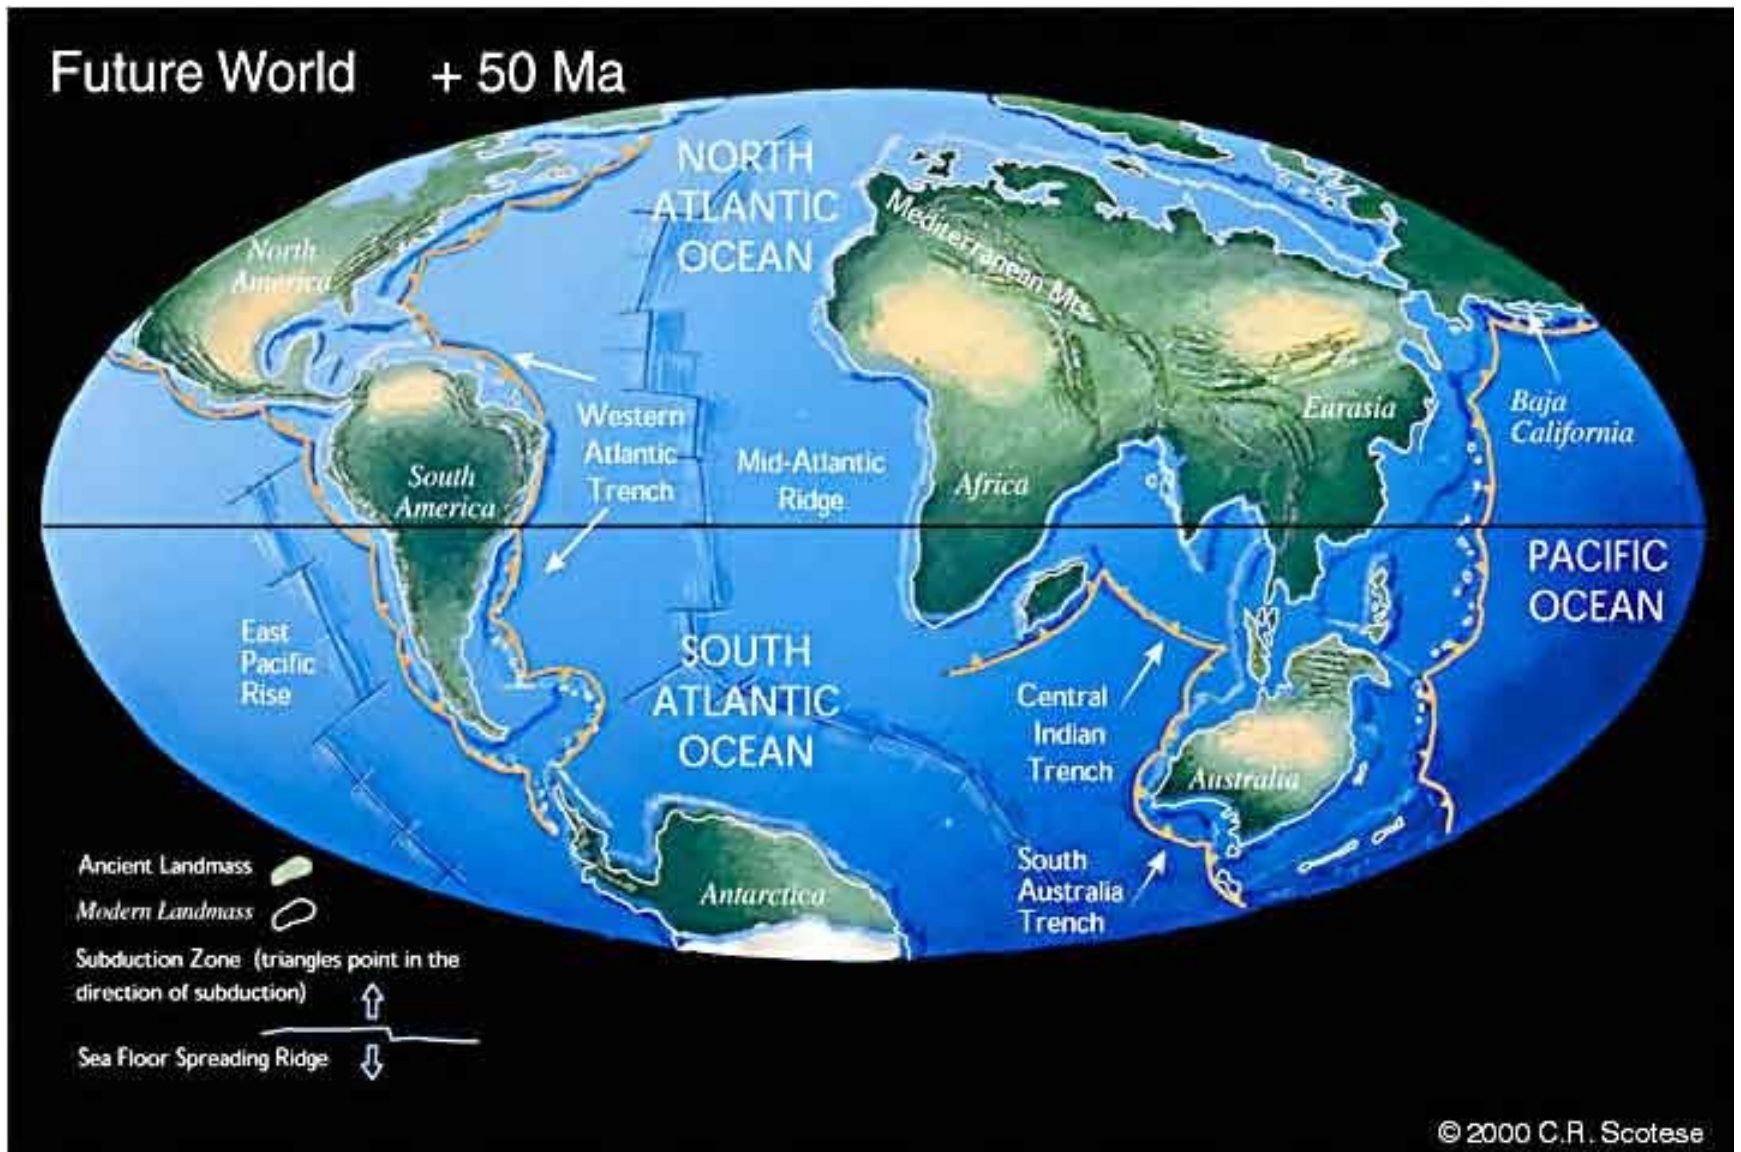 Future World + 50 Ma
NORTH
ATLANTIC
OCEAN
North
America
Mediterranean Mts.
Western
Atlantic
Trench
Mid-Atlantic
Ridge
Eurasia
Baja
California
South
America
Africa
PACIFIC
OCEAN
East
Pacific
Rise
SOUTH
ATLANTIC
OCEAN
Central
Indian
Trench
Australia
South
Australia
Trench
Antarctica
Ancient Landmass
Modern Landmass
Subduction Zone (triangles point in the
direction of subduction)
Sea Floor Spreading Ridge
© 2000 C.R. Scotese